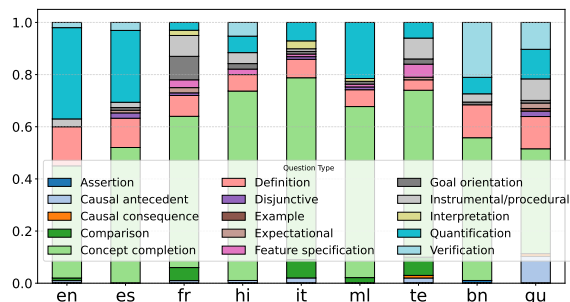 1.0
0.8
0.6
0.4
0.2
0.0
Question Type
Assertion
Causal antecedent
Causal consequence
Comparison
Concept completion
Definition
Disjunctive
Example
Expectational
Feature specification
Goal orientation
Instrumental/procedural
Interpretation
Quantification
Verification
en es fr hi it ml te bn gu